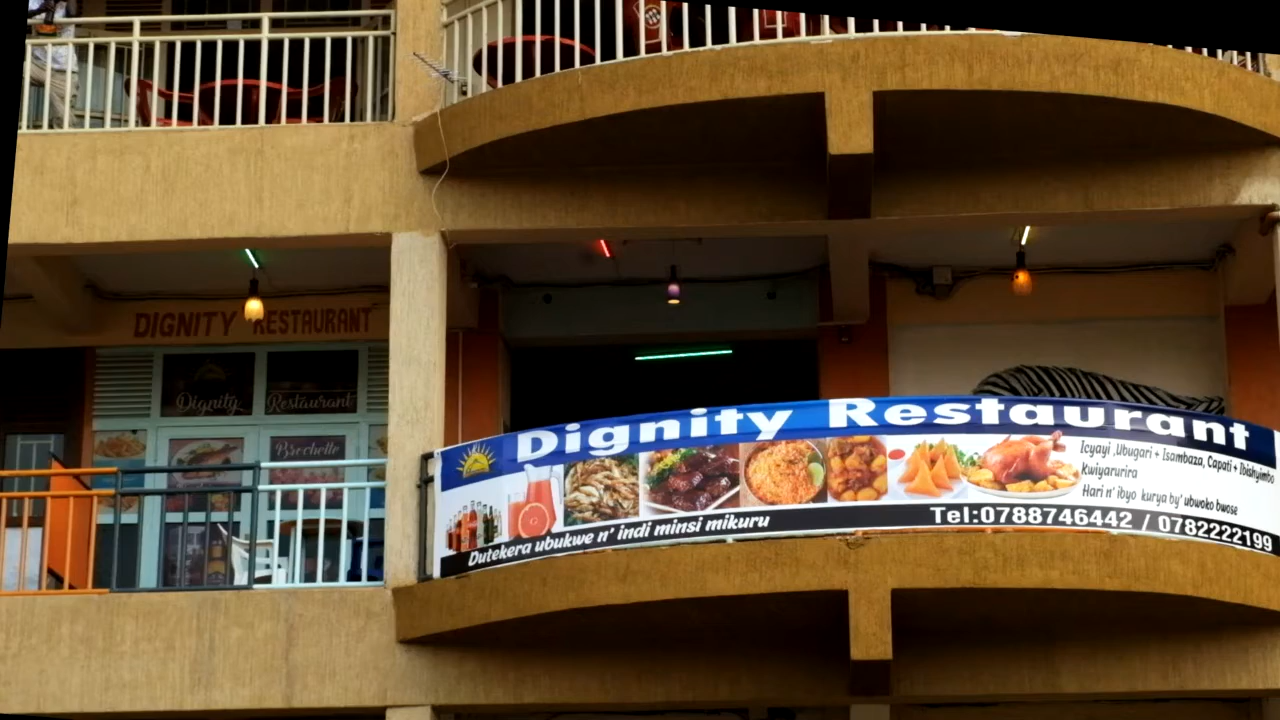 DIGNITY RESTAURANT
Dignity Restaurant
Brochette
Dignity Restaurant
Icyayi ,Ubugari + Isambaza, Capati + Ibishyimbo
kwiyarurira
Hari n' ibyo kurya by' ubwoko bwose
Dutekera ubukwe n' indi minsi mikuru
Tel:0788746442 / 0782222199